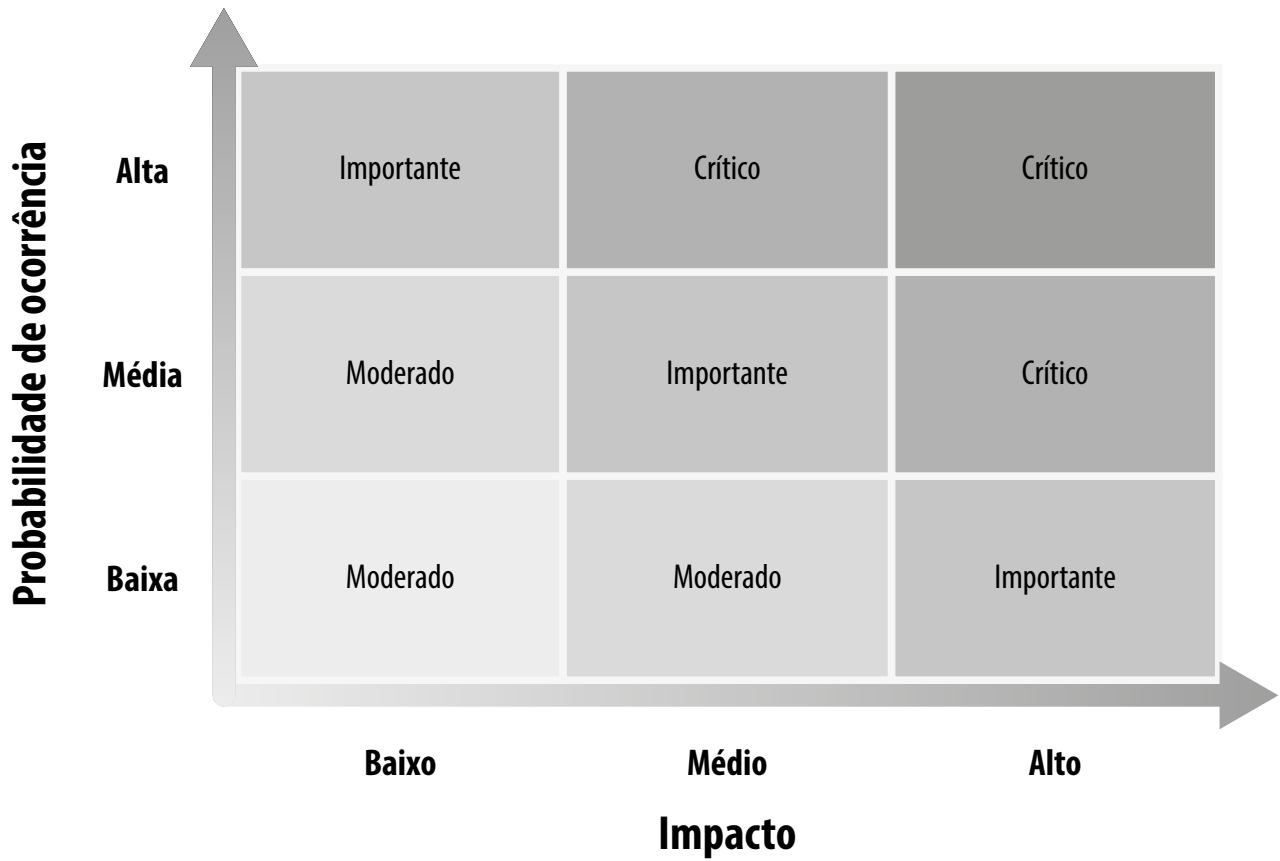 Probabilidade de ocorrência
Alta
Importante
Crítico
Crítico
Média
Moderado
Importante
Crítico
Baixa
Moderado
Moderado
Importante
Baixo
Médio
Alto
Impacto